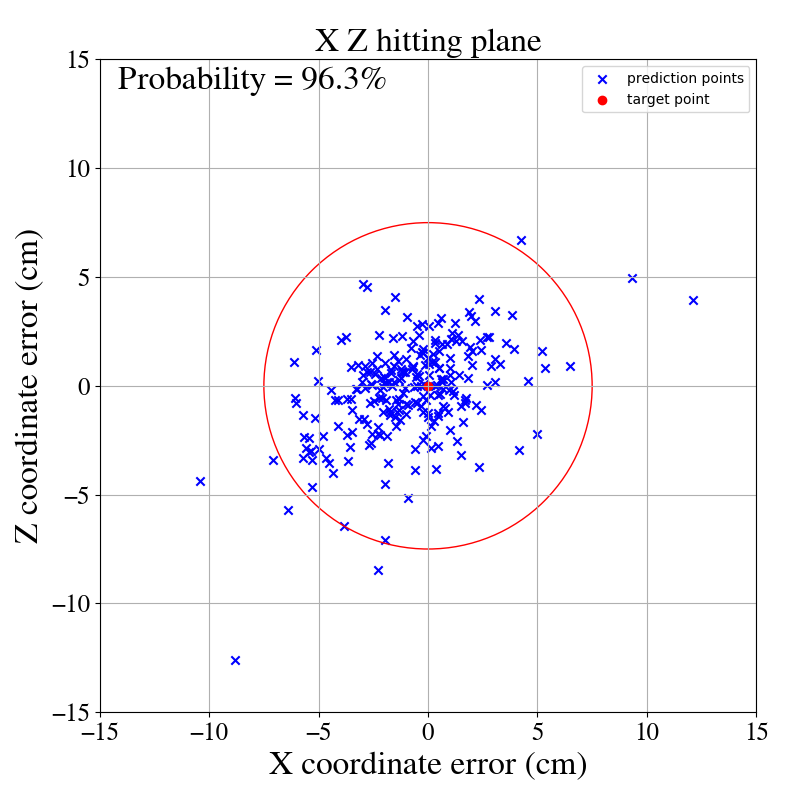 X Z hitting plane
Probability = 96.3%
prediction points
target point
Z coordinate error (cm)
15
10
5
0
−5
−10
−15
−15 −10 −5 0 5 10 15
X coordinate error (cm)